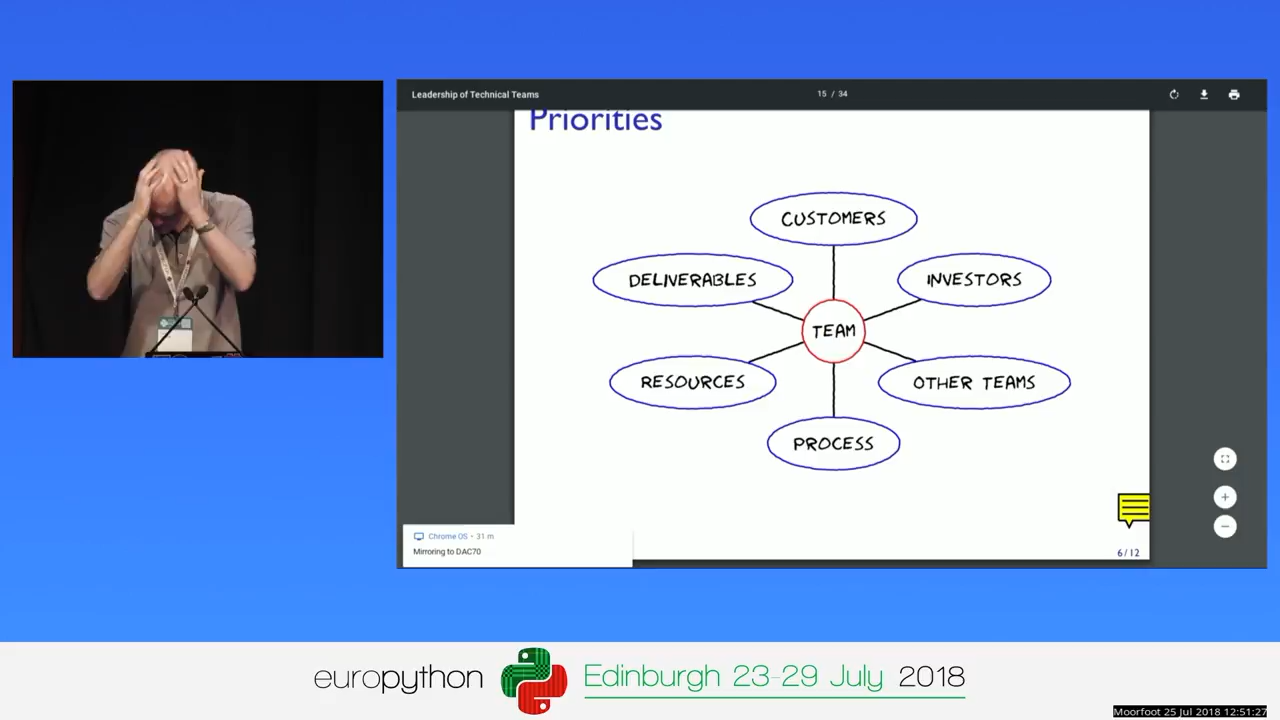 Leadership of Technical Teams
15 / 34
Priorities
CUSTOMERS
DELIVERABLES
INVESTORS
TEAM
RESOURCES
OTHER TEAMS
PROCESS
Chrome OS • 31 m
Mirroring to DAC70
6/12
europython
Edinburgh 23-29 July 2018
Moorfoot 25 Jul 2018 12:51:27